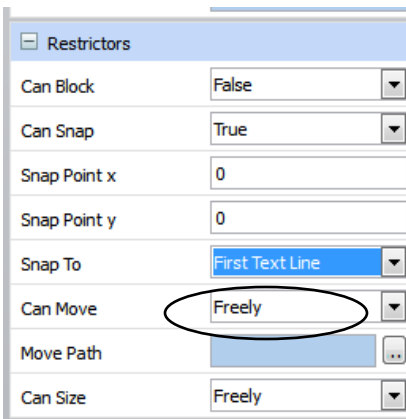 Restrictors
Can Block False
Can Snap True
Snap Point x 0
Snap Point y 0
Snap To First Text Line
Can Move Freely
Move Path ..
Can Size Freely